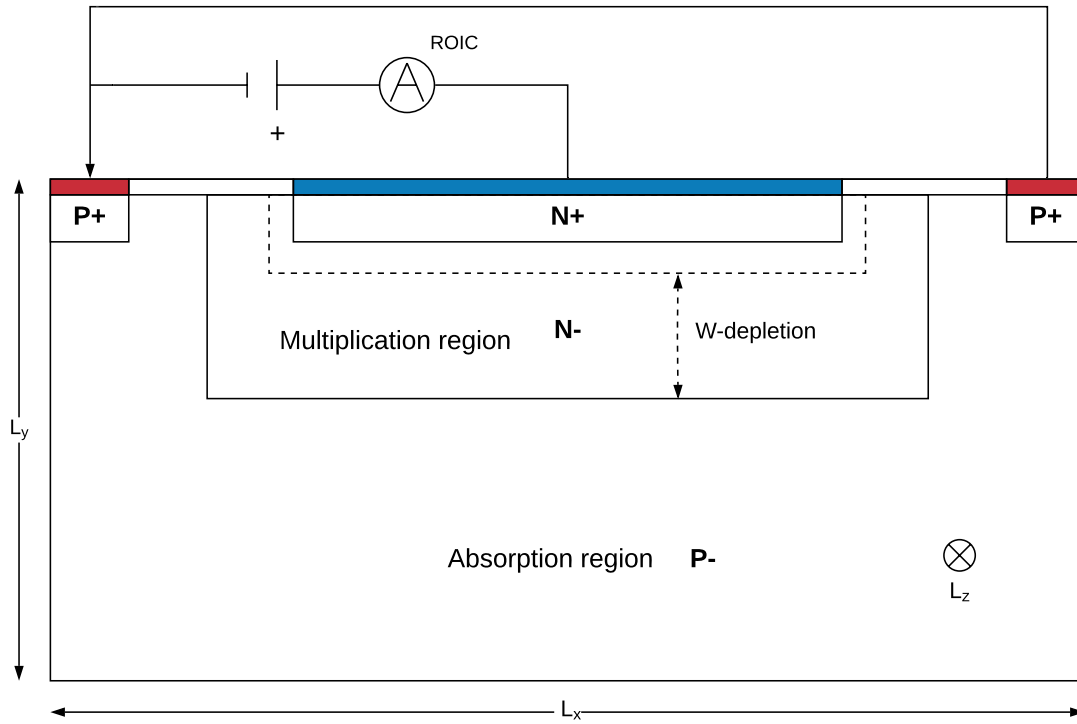 ROIC
A
+
P+
N+
P+
Multiplication region
N-
W-depletion
Ly
Absorption region
P-
Lz
Lx